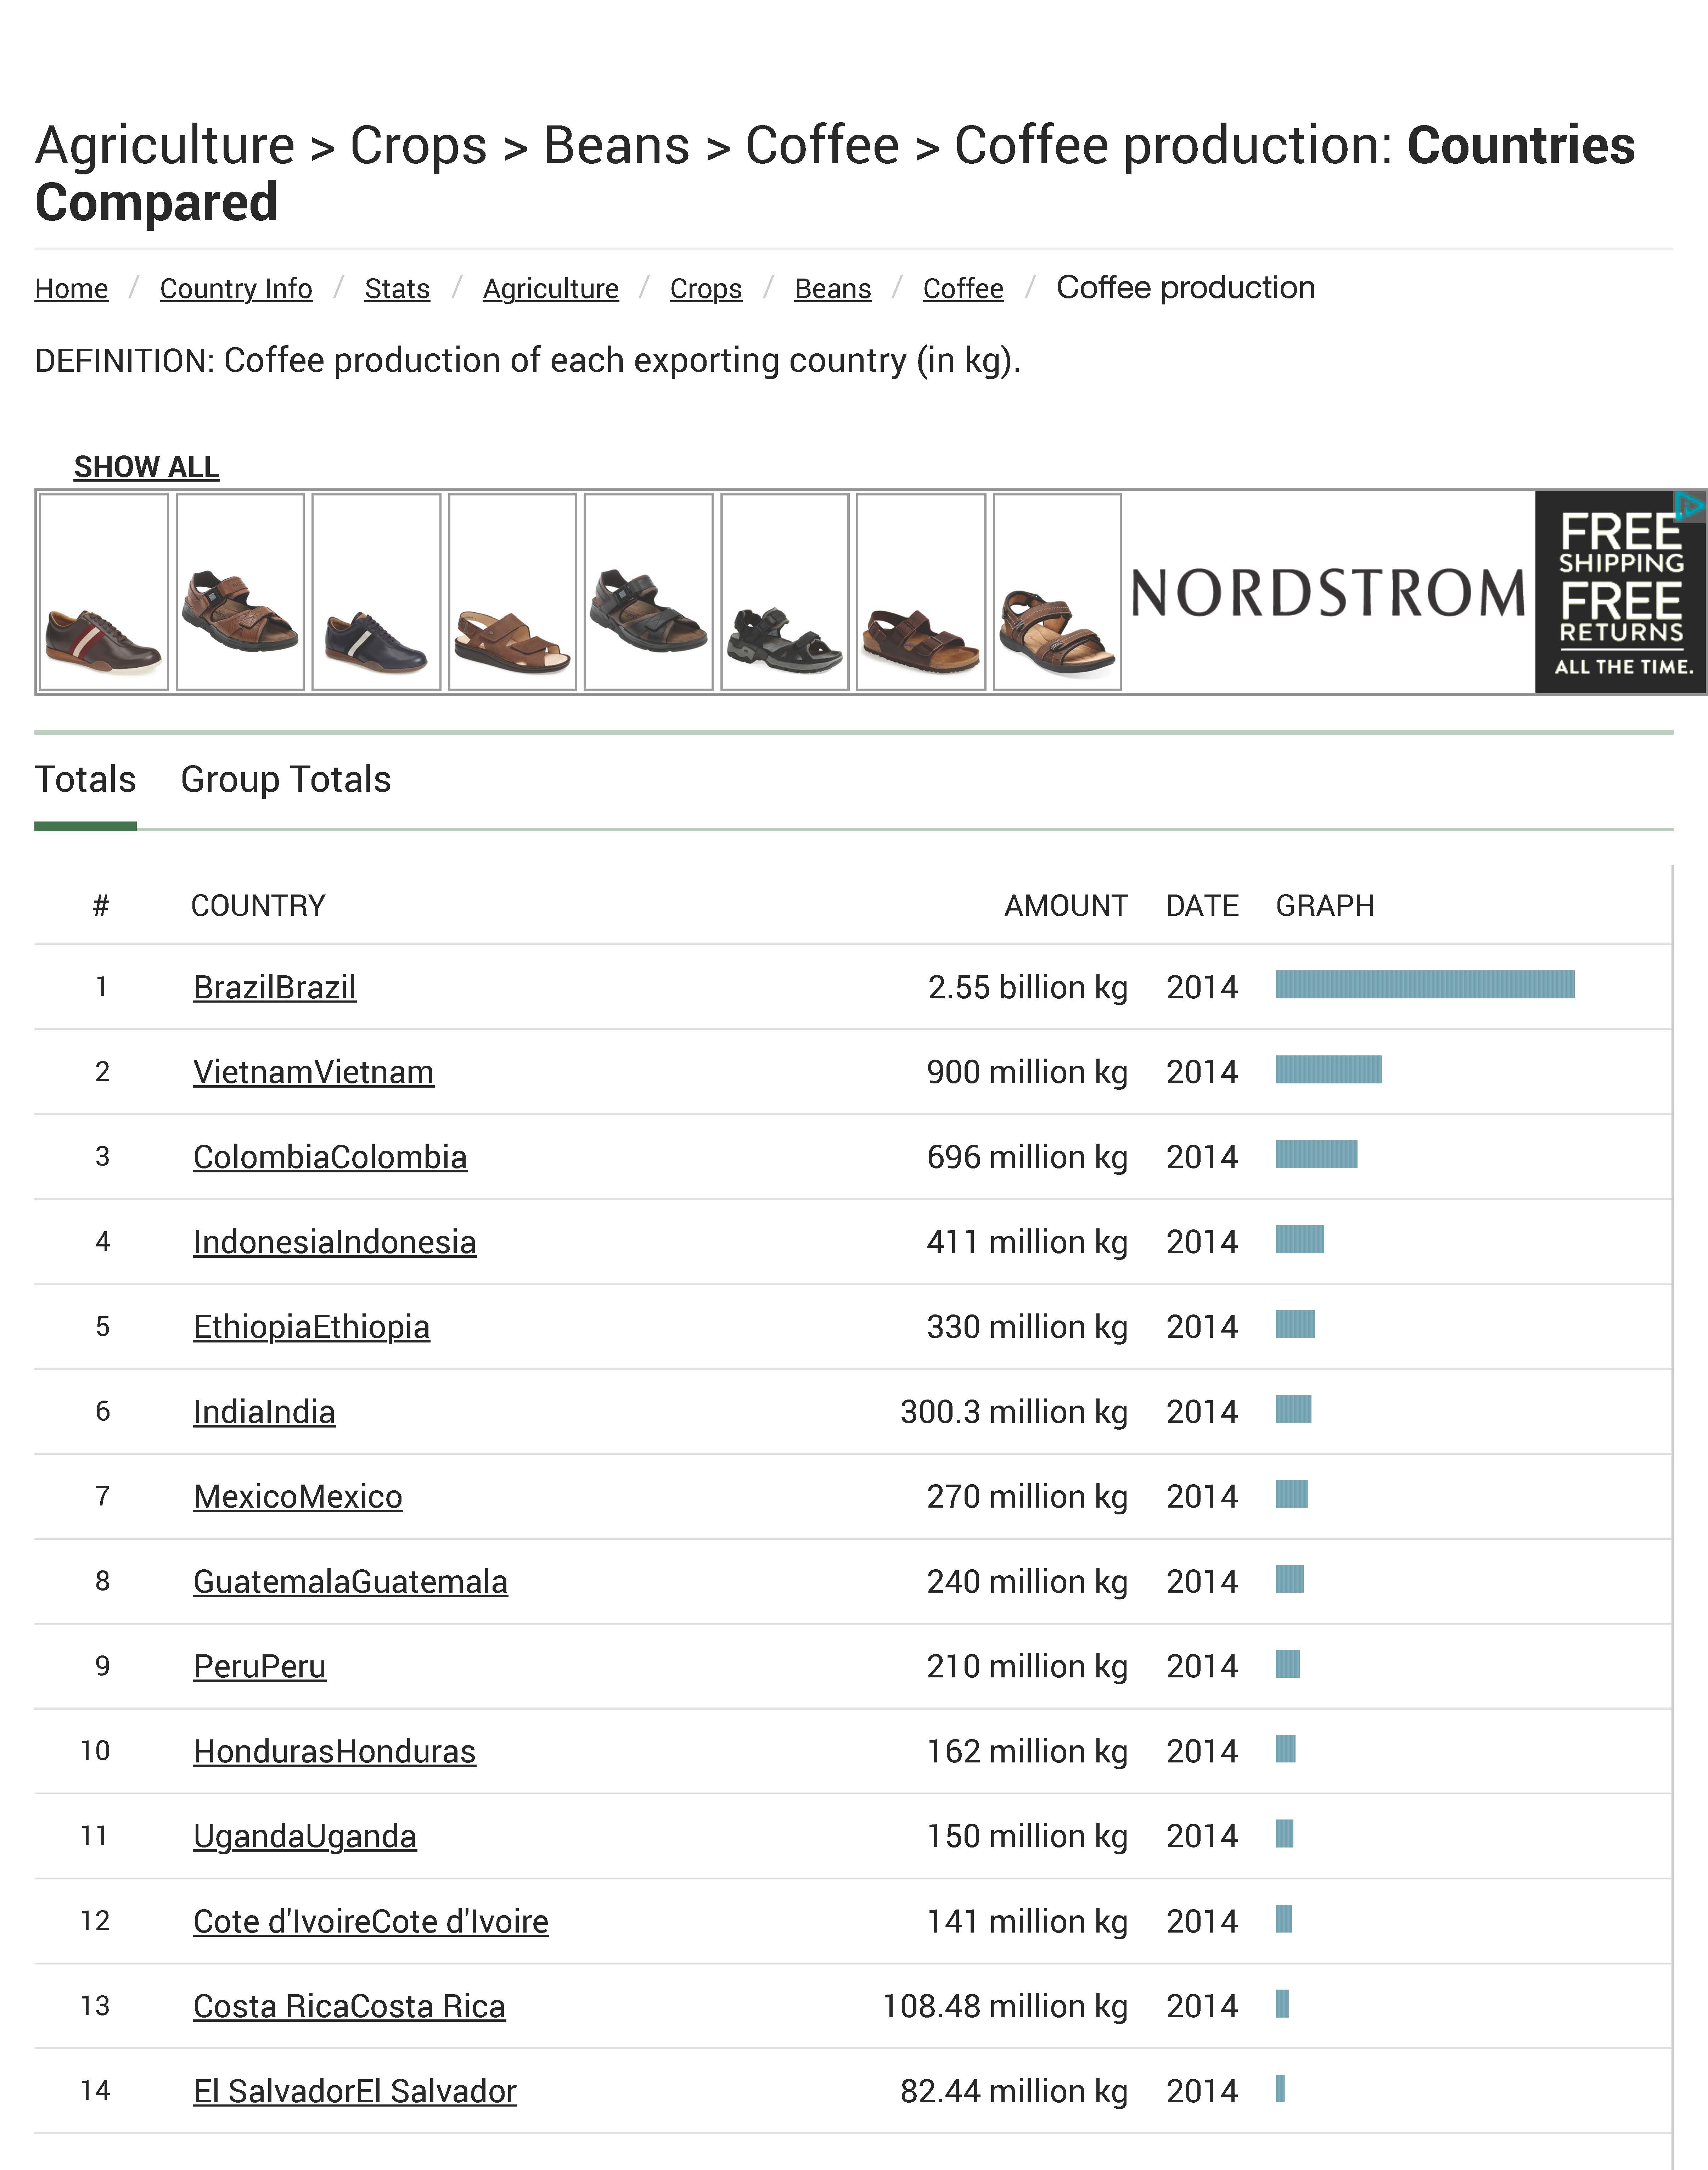 Agriculture > Crops > Beans > Coffee > Coffee production: Countries
Compared
Home / Country Info / Stats / Agriculture / Crops / Beans / Coffee / Coffee production
DEFINITION: Coffee production of each exporting country (in kg).
SHOW ALL
NORDSTROM
FREE
SHIPPING
FREE
RETURNS
ALL THE TIME.
Totals Group Totals
# COUNTRY AMOUNT DATE GRAPH
1 BrazilBrazil 2.55 billion kg 2014
2 VietnamVietnam 900 million kg 2014
3 ColombiaColombia 696 million kg 2014
4 IndonesiaIndonesia 411 million kg 2014
5 EthiopiaEthiopia 330 million kg 2014
6 IndiaIndia 300.3 million kg 2014
7 MexicoMexico 270 million kg 2014
8 GuatemalaGuatemala 240 million kg 2014
9 PeruPeru 210 million kg 2014
10 HondurasHonduras 162 million kg 2014
11 UgandaUganda 150 million kg 2014
12 Cote d'IvoireCote d'Ivoire 141 million kg 2014
13 Costa RicaCosta Rica 108.48 million kg 2014
14 El SalvadorEl Salvador 82.44 million kg 2014